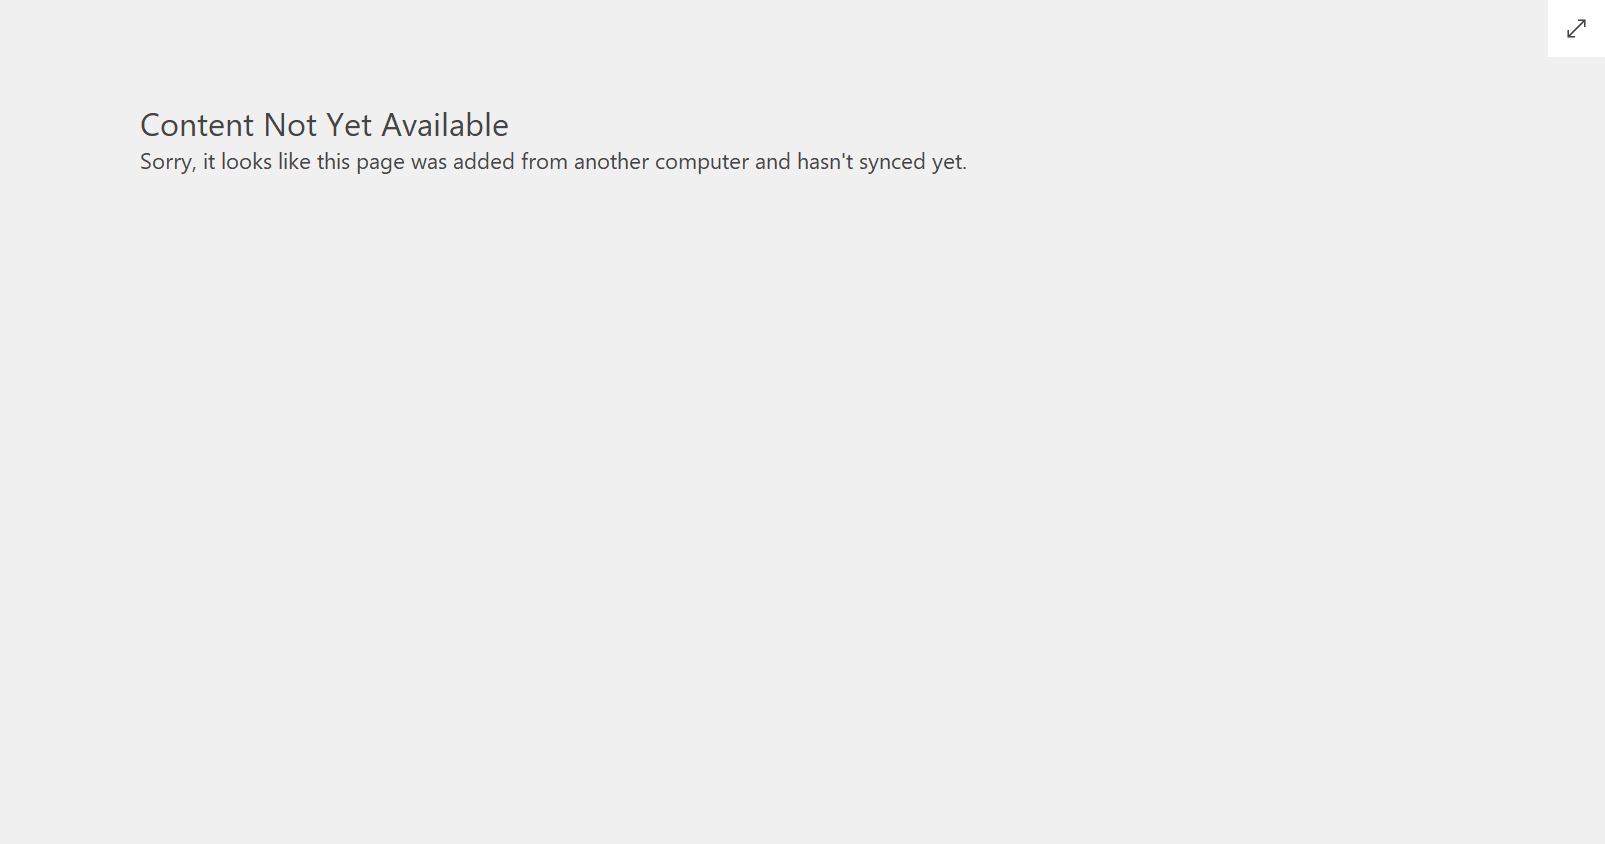 Content Not Yet Available
Sorry, it looks like this page was added from another computer and hasn't synced yet.